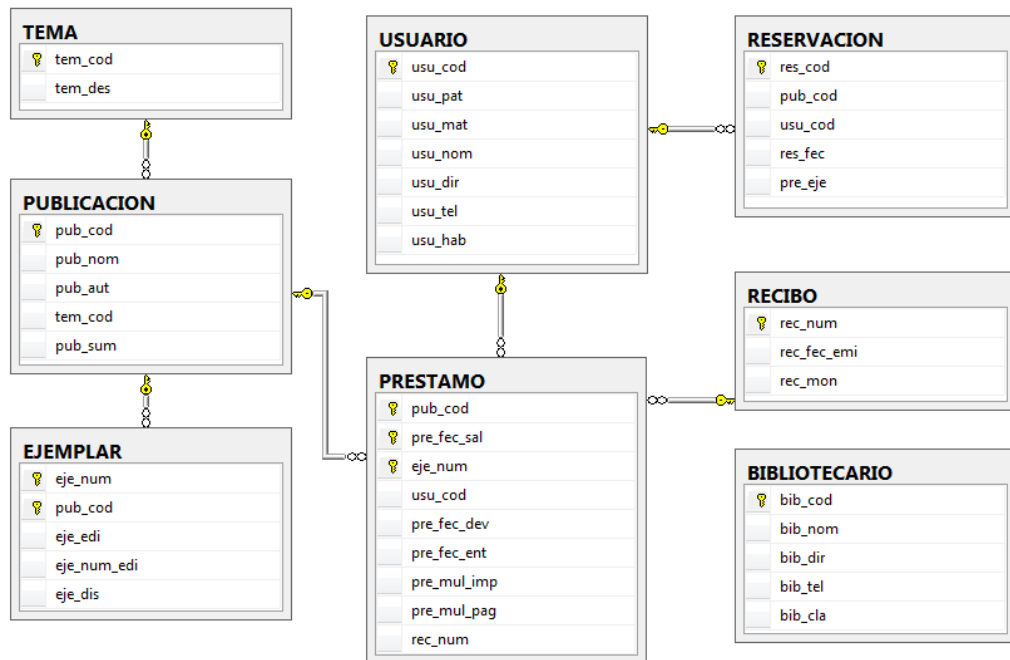 TEMA
tem_cod
tem_des
PUBLICACION
pub_cod
pub_nom
pub_aut
tem_cod
pub_sum
EJEMPLAR
eje_num
pub_cod
eje_edi
eje_num_edi
eje_dis
USUARIO
usu_cod
usu_pat
usu_mat
usu_nom
usu_dir
usu_tel
usu_hab
PRESTAMO
pub_cod
pre_fec_sal
eje_num
usu_cod
pre_fec_dev
pre_fec_ent
pre_mul_imp
pre_mul_pag
rec_num
RESERVACION
res_cod
pub_cod
usu_cod
res_fec
pre_eje
RECIBO
rec_num
rec_fec_emi
rec_mon
BIBLIOTECARIO
bib_cod
bib_nom
bib_dir
bib_tel
bib_cla